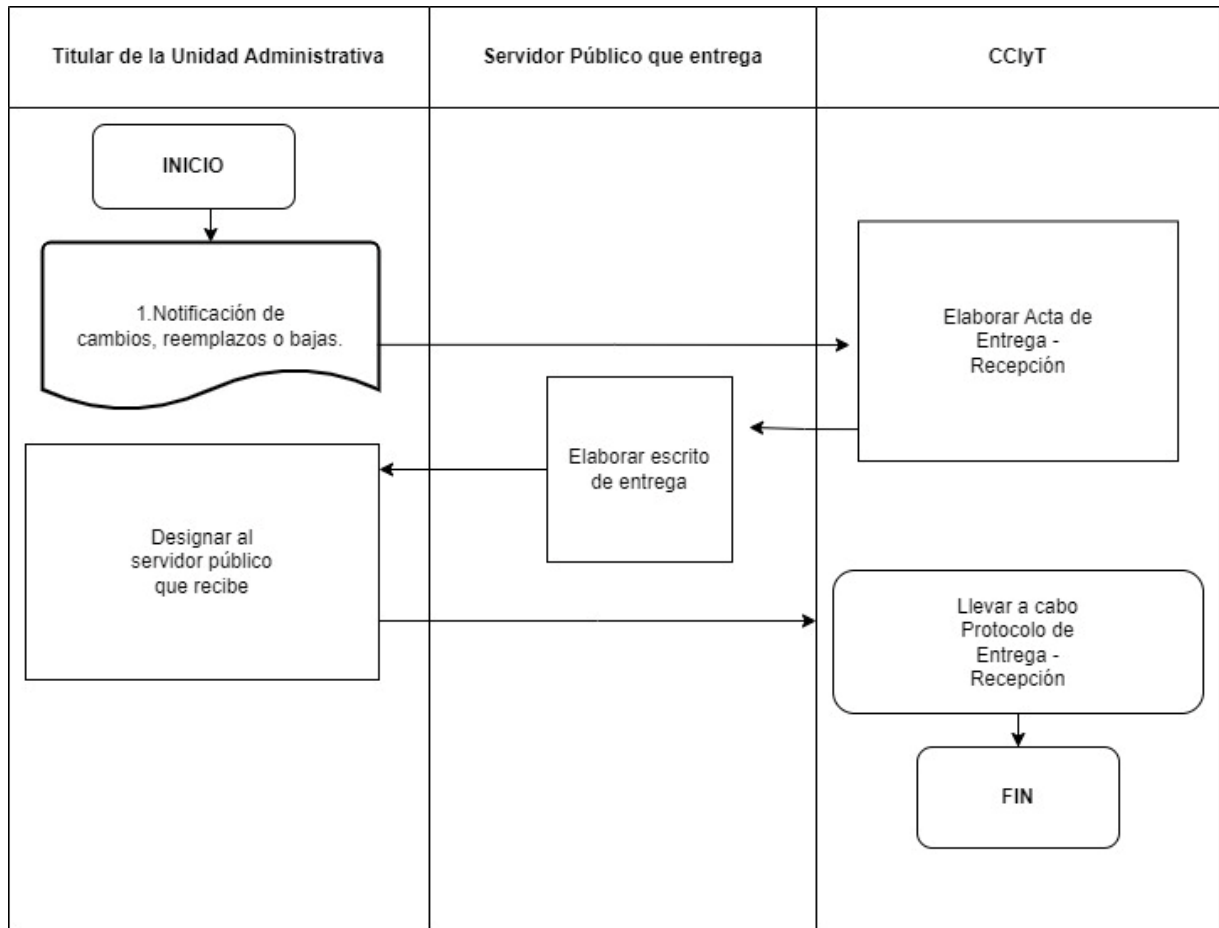 Titular de la Unidad Administrativa
Servidor Público que entrega
CCIyT
INICIO
1.Notificación de
cambios, reemplazos o bajas.
Elaborar Acta de
Entrega -
Recepción
Elaborar escrito
de entrega
Designar al
servidor público
que recibe
Llevar a cabo
Protocolo de
Entrega -
Recepción
FIN